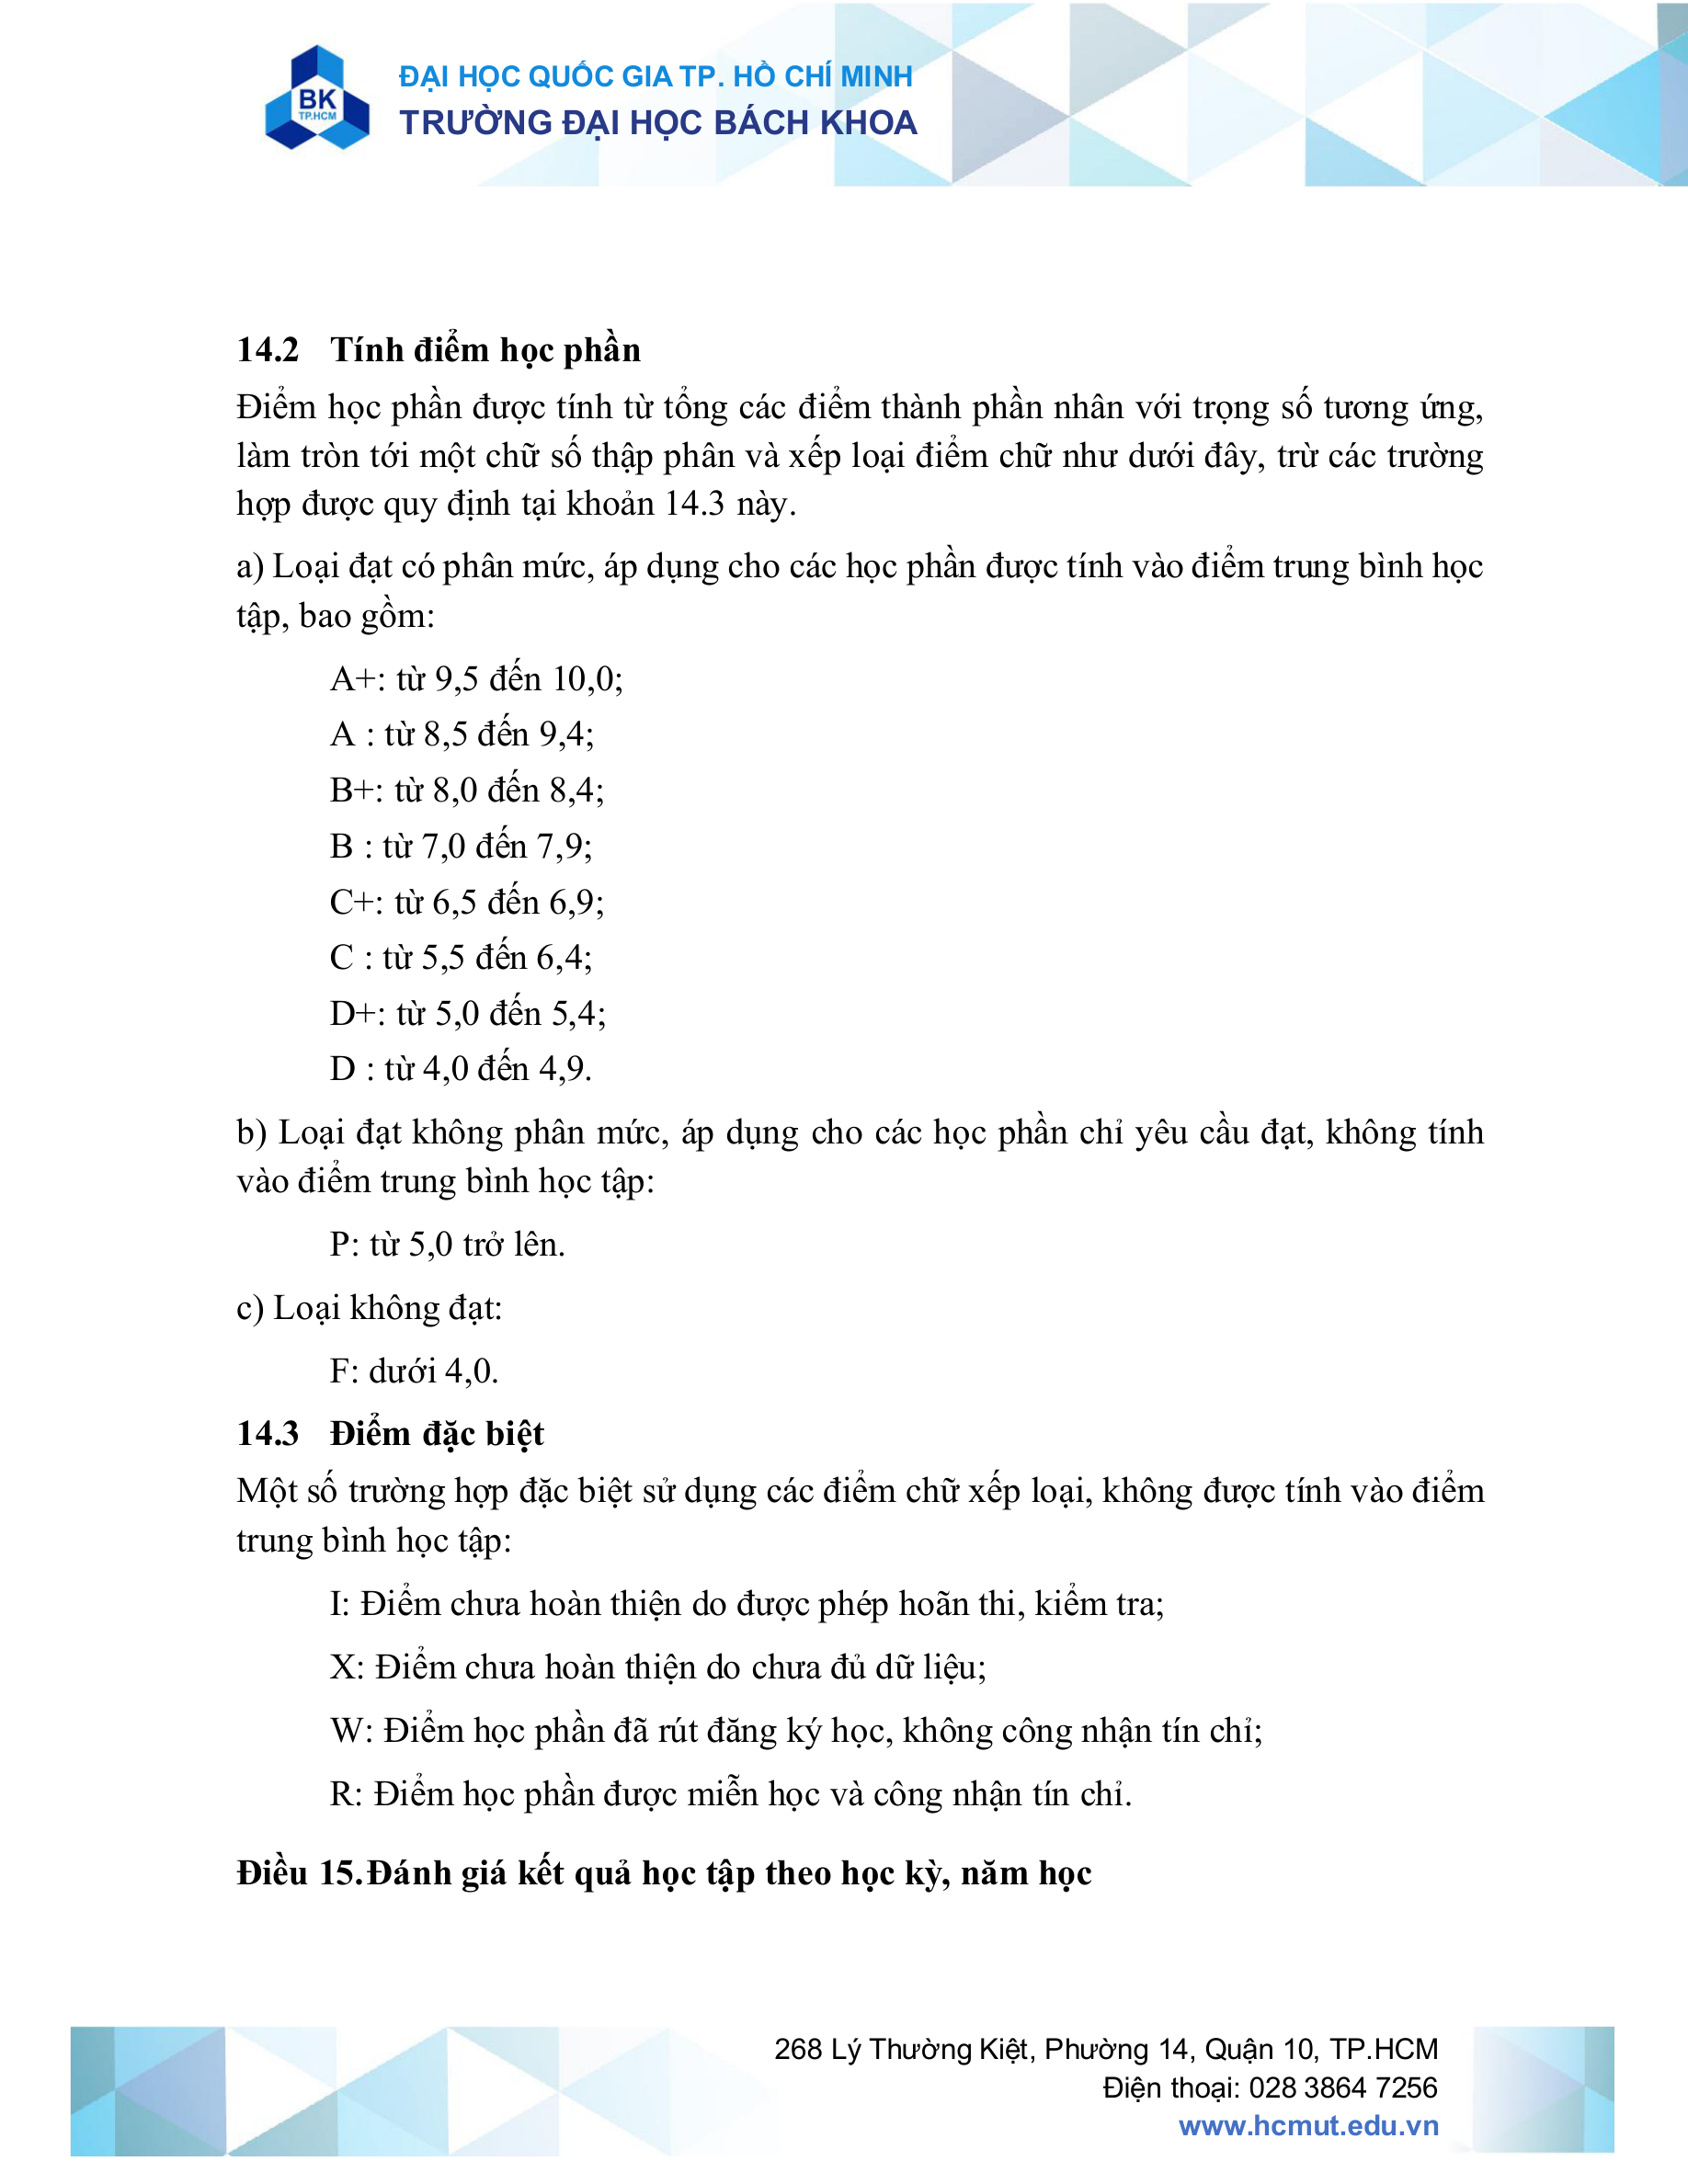 BK
TP.HCM
ĐẠI HỌC QUỐC GIA TP. HỒ CHÍ MINH
TRƯỜNG ĐẠI HỌC BÁCH KHOA
14.2 Tính điểm học phần
Điểm học phần được tính từ tổng các điểm thành phần nhân với trọng số tương ứng,
làm tròn tới một chữ số thập phân và xếp loại điểm chữ như dưới đây, trừ các trường
hợp được quy định tại khoản 14.3 này.
a) Loại đạt có phân mức, áp dụng cho các học phần được tính vào điểm trung bình học
tập, bao gồm:
A+: từ 9,5 đến 10,0;
A : từ 8,5 đến 9,4;
B+: từ 8,0 đến 8,4;
B : từ 7,0 đến 7,9;
C+: từ 6,5 đến 6,9;
C : từ 5,5 đến 6,4;
D+: từ 5,0 đến 5,4;
D : từ 4,0 đến 4,9.
b) Loại đạt không phân mức, áp dụng cho các học phần chỉ yêu cầu đạt, không tính
vào điểm trung bình học tập:
P: từ 5,0 trở lên.
c) Loại không đạt:
F: dưới 4,0.
14.3 Điểm đặc biệt
Một số trường hợp đặc biệt sử dụng các điểm chữ xếp loại, không được tính vào điểm
trung bình học tập:
I: Điểm chưa hoàn thiện do được phép hoãn thi, kiểm tra;
X: Điểm chưa hoàn thiện do chưa đủ dữ liệu;
W: Điểm học phần đã rút đăng ký học, không công nhận tín chỉ;
R: Điểm học phần được miễn học và công nhận tín chỉ.
Điều 15. Đánh giá kết quả học tập theo học kỳ, năm học
268 Lý Thường Kiệt, Phường 14, Quận 10, TP.HCM
Điện thoại: 028 3864 7256
www.hcmut.edu.vn